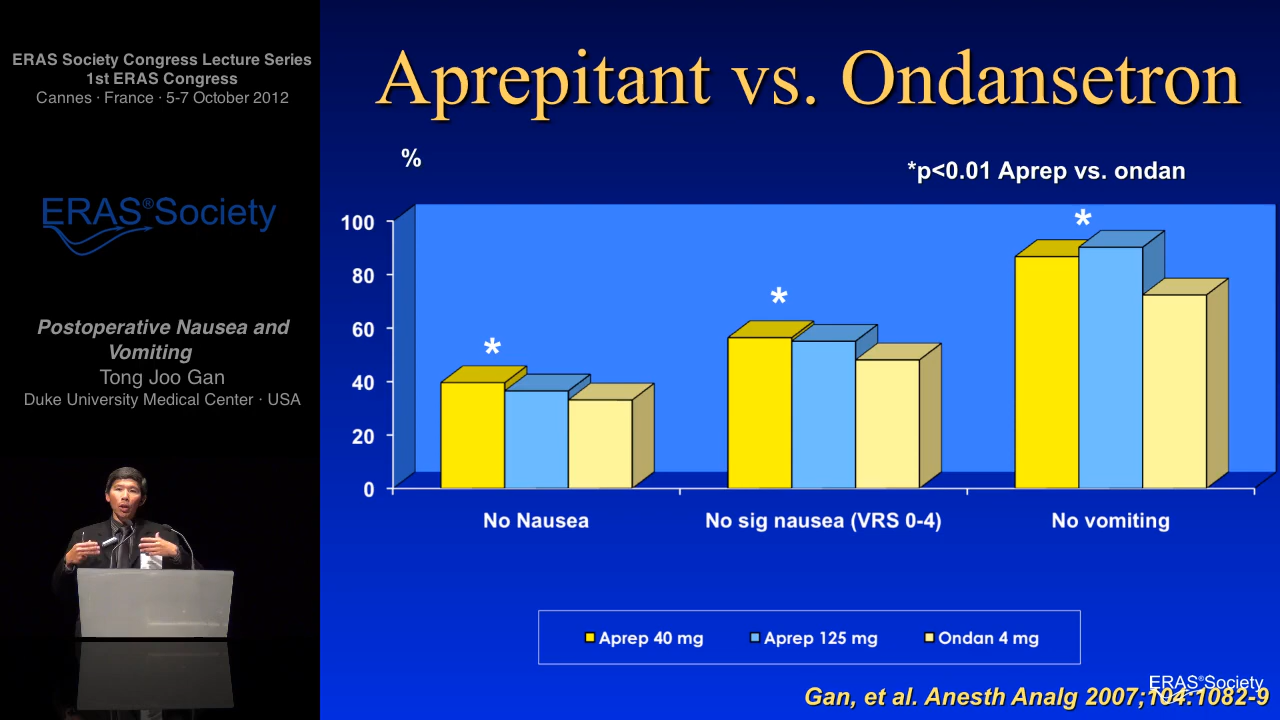 ERAS Society Congress Lecture Series
1st ERAS Congress
Cannes · France · 5-7 October 2012
ERAS®Society
Postoperative Nausea and
Vomiting
Tong Joo Gan
Duke University Medical Center · USA
Aprepitant vs. Ondansetron
%
*p<0.01 Aprep vs. ondan
100
80
60
40
20
0
*
*
*
No Nausea
No sig nausea (VRS 0-4)
No vomiting
Aprep 40 mg
Aprep 125 mg
Ondan 4 mg
ERAS®Society
Gan, et al. Anesth Analg 2007;104:1082-9